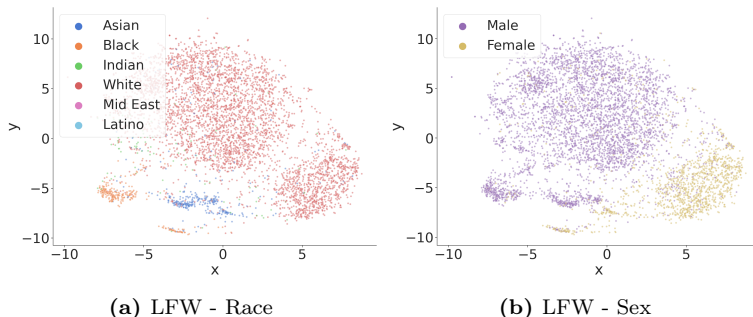 Asian
Black
Indian
White
Mid East
Latino
10
5
0
−5
−10
y
−10
−5
0
5
x
(a) LFW - Race
Male
Female
10
5
0
−5
−10
y
−10
−5
0
5
x
(b) LFW - Sex